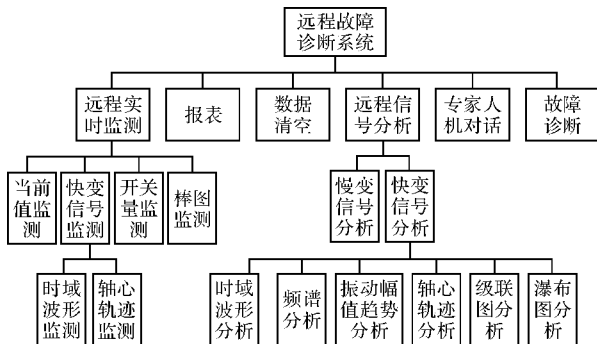 远程故障
诊断系统
远程实
时监测
报表
数据
清空
远程信
号分析
专家人
机对话
故障
诊断
当前
值监
测
快变
信号
监测
开关
量监
测
棒图
监测
慢变
信号
分析
快变
信号
分析
时域
波形
监测
轴心
轨迹
监测
时域
波形
分析
频谱
分析
振动幅
值趋势
分析
轴心
轨迹
分析
级联
图分
析
瀑布
图分
析